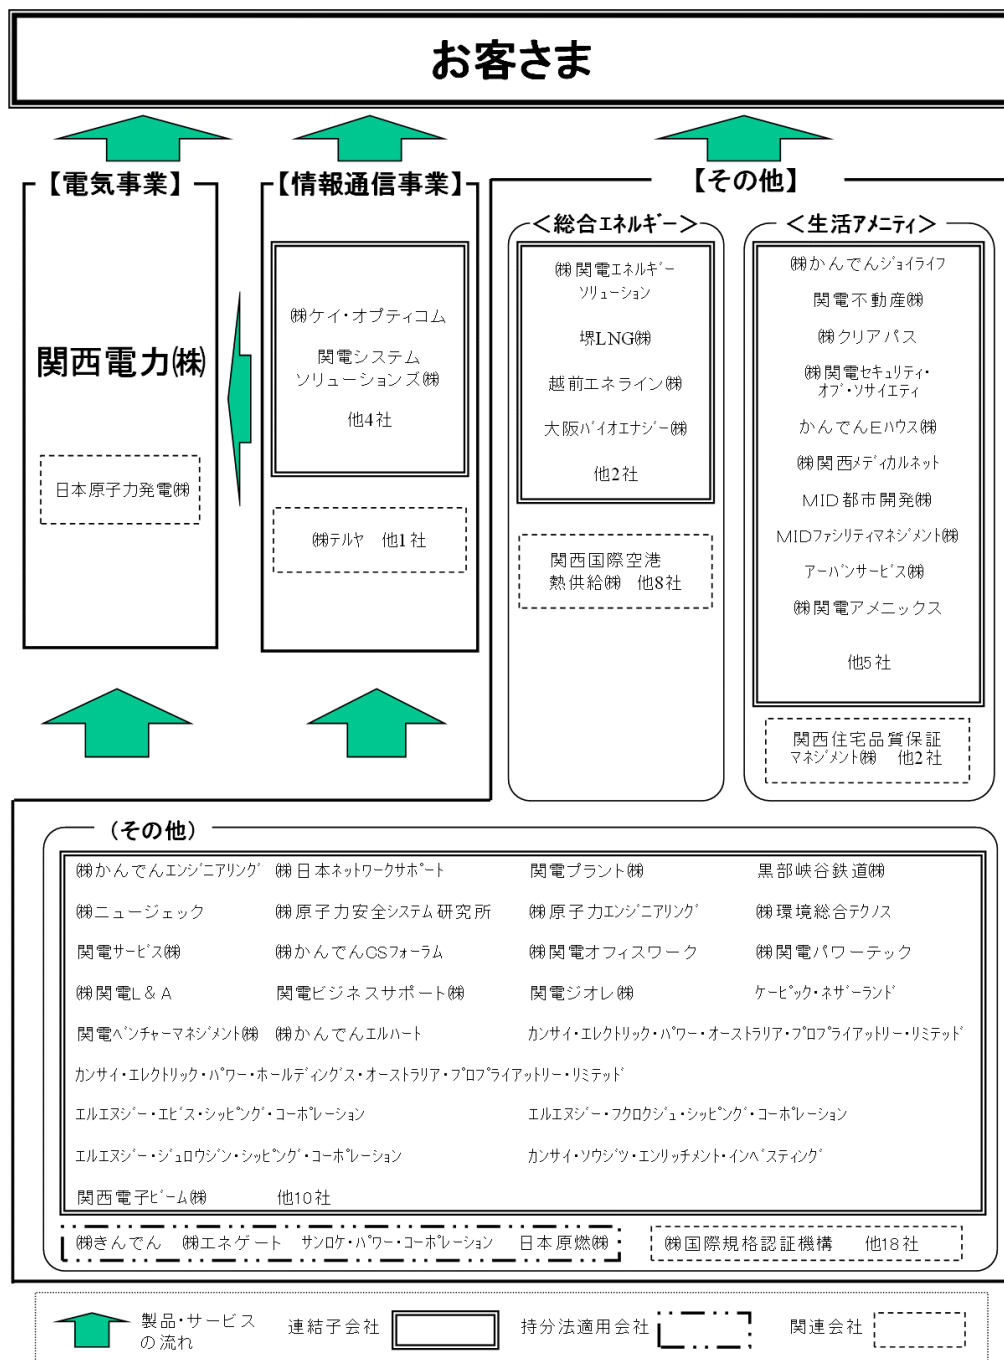 お客さま
【電気事業】
関西電力㈱
日本原子力発電㈱
【情報通信事業】
㈱ケイ・オプティコム
関電システム
ソリューションズ㈱
他4社
㈱テルヤ 他1社
【その他】
＜総合エネルギー＞
㈱関電エネルギー
ソリューション
堺LNG㈱
越前エネライン㈱
大阪バイオエナジー㈱
他2社
関西国際空港
熱供給㈱ 他8社
＜生活アメニティ＞
㈱かんでんジョイライフ
関電不動産㈱
㈱クリアパス
㈱関電セキュリティ・
オブ・ソサイエティ
かんでんEハウス㈱
㈱関西メディカルネット
MID都市開発㈱
MIDファシリティマネジメント㈱
アーバンサービス㈱
㈱関電アメニックス
他5社
関西住宅品質保証
マネジメント㈱ 他2社
（その他）
㈱かんでんエンジニアリング ㈱日本ネットワークサポート 関電プラント㈱ 黒部峡谷鉄道㈱
㈱ニュージェック ㈱原子力安全システム研究所 ㈱原子力エンジニアリング ㈱環境総合テクノス
関電サービス㈱ ㈱かんでんCSフォーラム ㈱関電オフィスワーク ㈱関電パワーテック
㈱関電L＆A 関電ビジネスサポート㈱ 関電ジオレ㈱ ケーピック・ネザーランド
関電ベンチャーマネジメント㈱ ㈱かんでんエルハート カンサイ・エレクトリック・パワー・オーストラリア・プロプライアットリー・リミテッド
カンサイ・エレクトリック・パワー・ホールディングス・オーストラリア・プロプライアットリー・リミテッド
エルエヌジー・エビス・シッピング・コーポレーション エルエヌジー・フクロクジュ・シッピング・コーポレーション
エルエヌジー・ジュロウジン・シッピング・コーポレーション カンサイ・ソウジツ・エンリッチメント・インベスティング
関西電子ビーム㈱ 他10社
㈱きんでん ㈱エネゲート サンロケ・パワー・コーポレーション 日本原燃㈱
㈱国際規格認証機構 他18社
製品・サービス
の流れ
連結子会社
持分法適用会社
関連会社